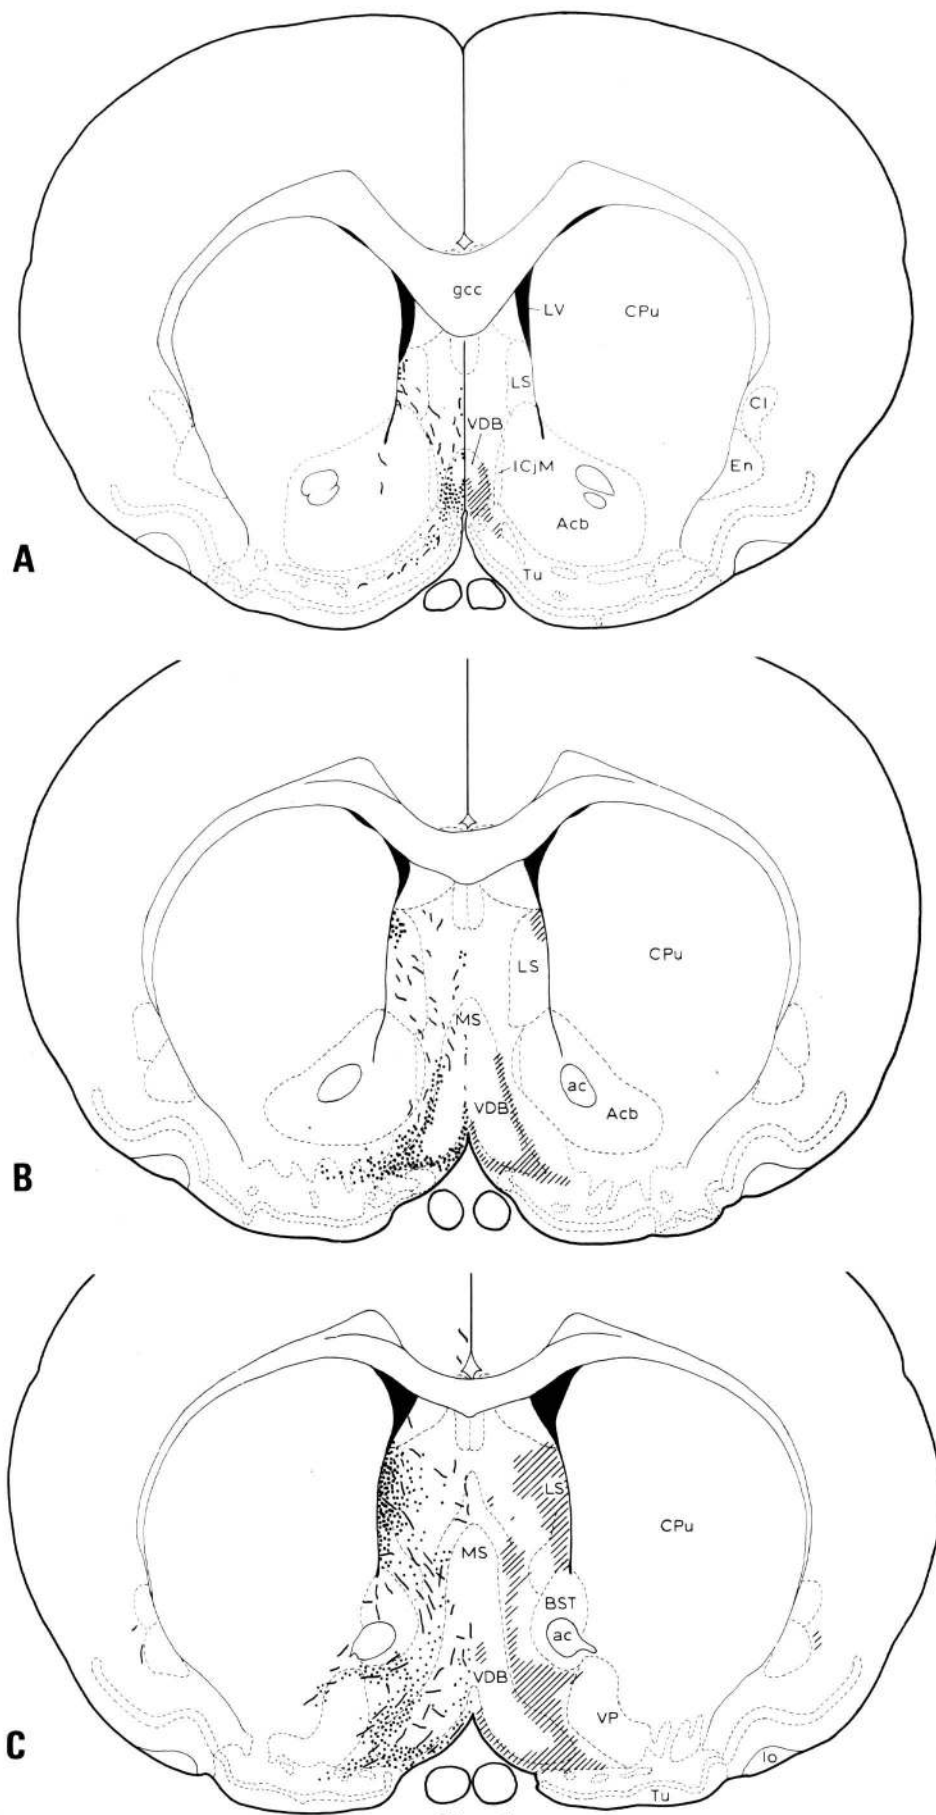 gcc
LV
CPu
LS
Cl
VDB
ICjM
En
Acb
A
Tu
LS
CPu
MS
ac
VDB
Acb
B
LS
CPu
MS
BST
ac
VDB
VP
C
lo
Tu